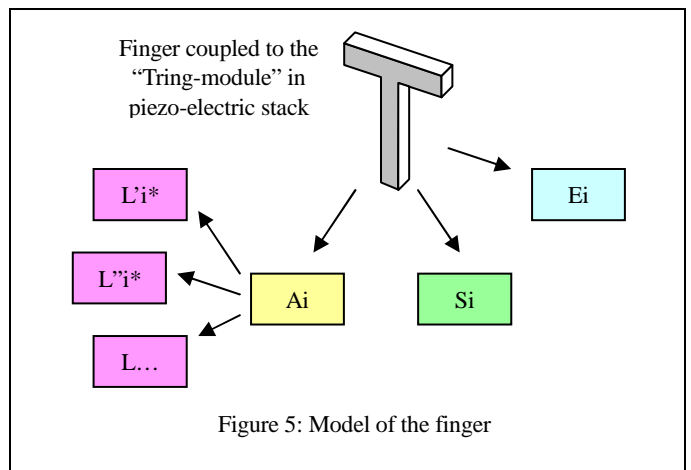 Finger coupled to the
“Tring-module” in
piezo-electric stack
Ei
L’i*
L”i*
Ai
Si
L…
Figure 5: Model of the finger